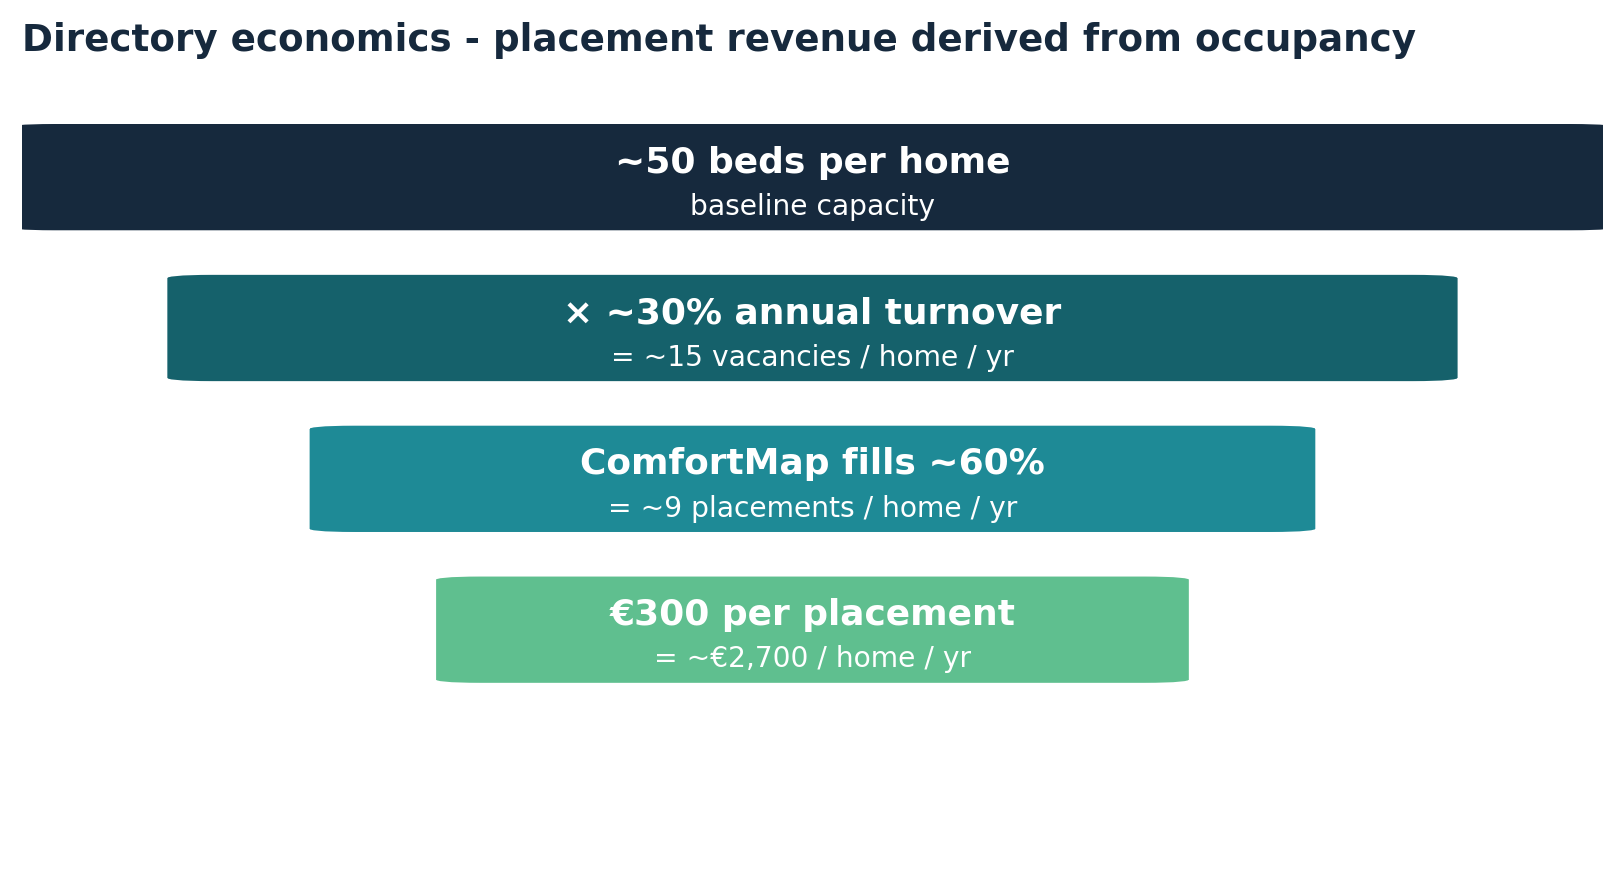 Directory economics - placement revenue derived from occupancy
~50 beds per home
baseline capacity
× ~30% annual turnover
= ~15 vacancies / home / yr
ComfortMap fills ~60%
= ~9 placements / home / yr
€300 per placement
= ~€2,700 / home / yr